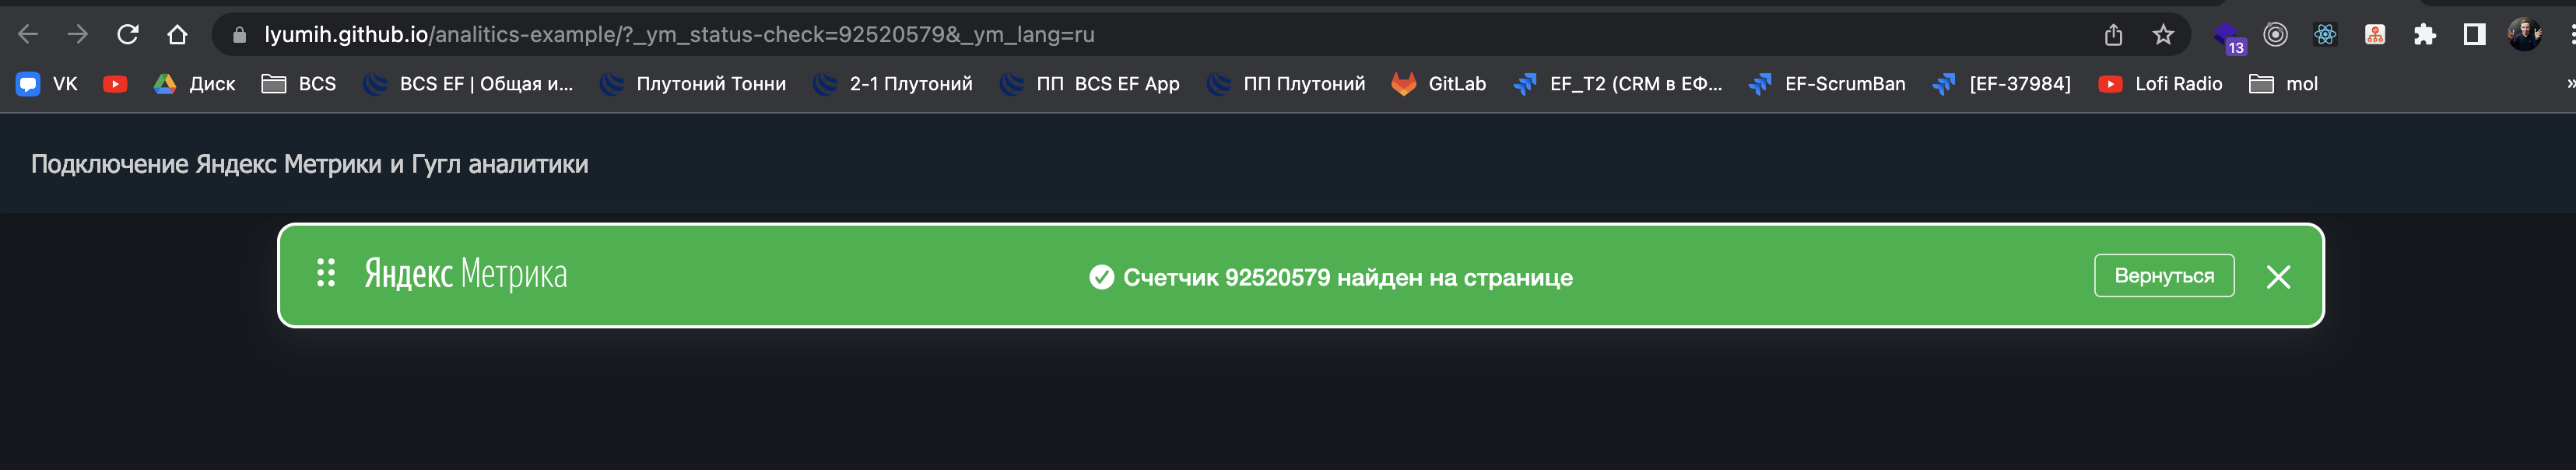 lyumih.github.io/analitics-example/?_ym_status-check=92520579&_ym_lang=ru
13
VK Диск BCS BCS EF | Общая и... Плутоний Тонни 2-1 Плутоний ПП BCS EF App ПП Плутоний GitLab EF_T2 (CRM в ЕФ... EF-ScrumBan [EF-37984] Lofi Radio mol »
Подключение Яндекс Метрики и Гугл аналитики
Яндекс Метрика Счетчик 92520579 найден на странице Вернуться